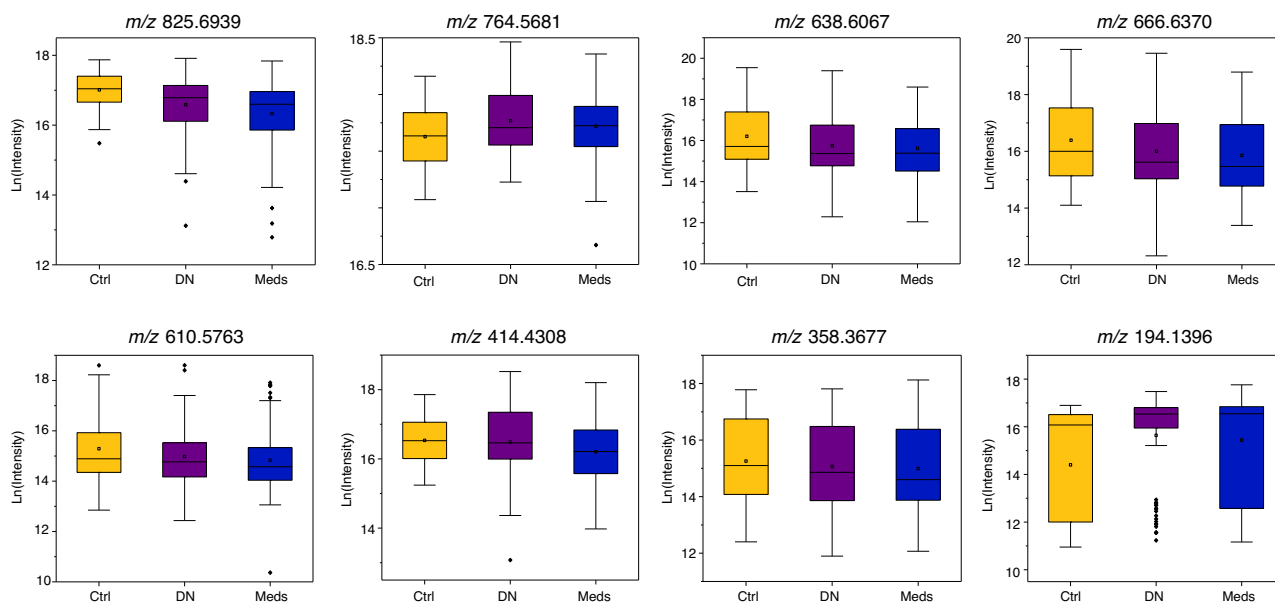 m/z 825.6939
Ln(Intensity)
18
16
14
12
Ctrl DN Meds
m/z 764.5681
Ln(Intensity)
18.5
16.5
Ctrl DN Meds
m/z 638.6067
Ln(Intensity)
20
18
16
14
12
10
Ctrl DN Meds
m/z 666.6370
Ln(Intensity)
20
18
16
14
12
Ctrl DN Meds
m/z 610.5763
Ln(Intensity)
18
16
14
12
10
Ctrl DN Meds
m/z 414.4308
Ln(Intensity)
18
16
14
Ctrl DN Meds
m/z 358.3677
Ln(Intensity)
18
16
14
12
Ctrl DN Meds
m/z 194.1396
Ln(Intensity)
18
16
14
12
10
Ctrl DN Meds